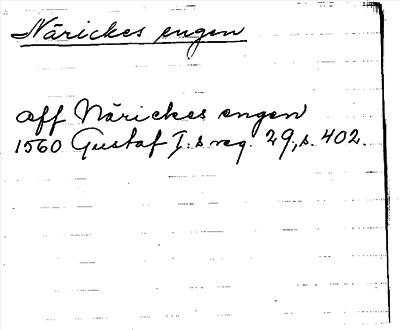 Närickes engen
aff Närickes engen
1560 Gustaf I:s reg. 29, s. 402.